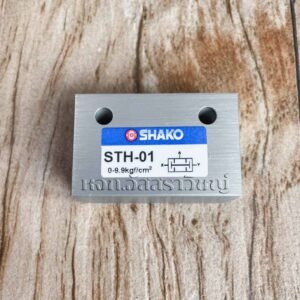 SHAKO
STH-01
0-9.9kgf/cm²
X Y